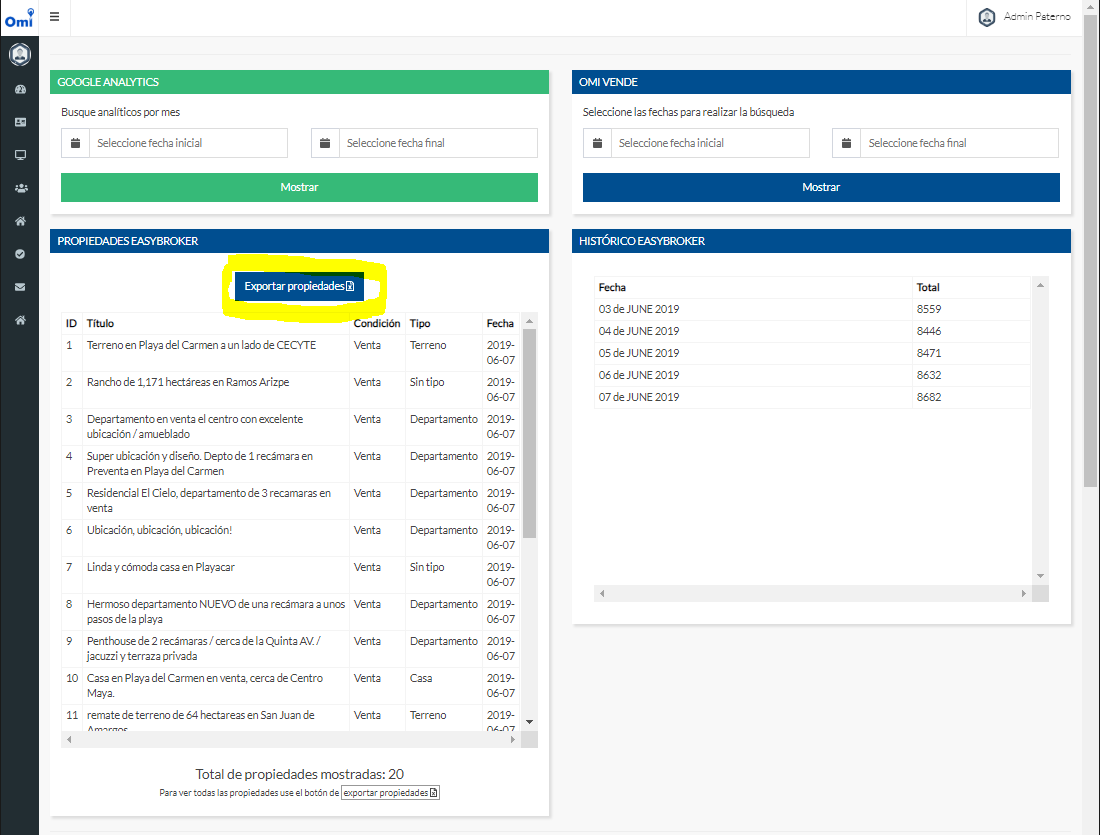 Omi
Admin Paterno
GOOGLE ANALYTICS
Busque analíticos por mes
Seleccione fecha inicial
Seleccione fecha final
Mostrar
OMI VENDE
Seleccione las fechas para realizar la búsqueda
Seleccione fecha inicial
Seleccione fecha final
Mostrar
PROPIEDADES EASYBROKER
Exportar propiedades
ID Título Condición Tipo Fecha
1 Terreno en Playa del Carmen a un lado de CECYTE Venta Terreno 2019-
06-07
2 Rancho de 1,171 hectáreas en Ramos Arizpe Venta Sin tipo 2019-
06-07
3 Departamento en venta el centro con excelente Venta Departamento 2019-
ubicación / amueblado 06-07
4 Super ubicación y diseño. Depto de 1 recámara en Venta Departamento 2019-
Preventa en Playa del Carmen 06-07
5 Residencial El Cielo, departamento de 3 recamaras en Venta Departamento 2019-
venta 06-07
6 Ubicación, ubicación, ubicación! Venta Departamento 2019-
06-07
7 Linda y cómoda casa en Playacar Venta Sin tipo 2019-
06-07
8 Hermoso departamento NUEVO de una recámara a unos Venta Departamento 2019-
pasos de la playa 06-07
9 Penthouse de 2 recámaras / cerca de la Quinta AV. / Venta Departamento 2019-
jacuzzi y terraza privada 06-07
10 Casa en Playa del Carmen en venta, cerca de Centro Venta Casa 2019-
Maya. 06-07
11 remate de terreno de 64 hectareas en San Juan de Venta Terreno 2019-
06-07
Total de propiedades mostradas: 20
Para ver todas las propiedades use el botón de exportar propiedades
HISTÓRICO EASYBROKER
Fecha Total
03 de JUNE 2019 8559
04 de JUNE 2019 8446
05 de JUNE 2019 8471
06 de JUNE 2019 8632
07 de JUNE 2019 8682